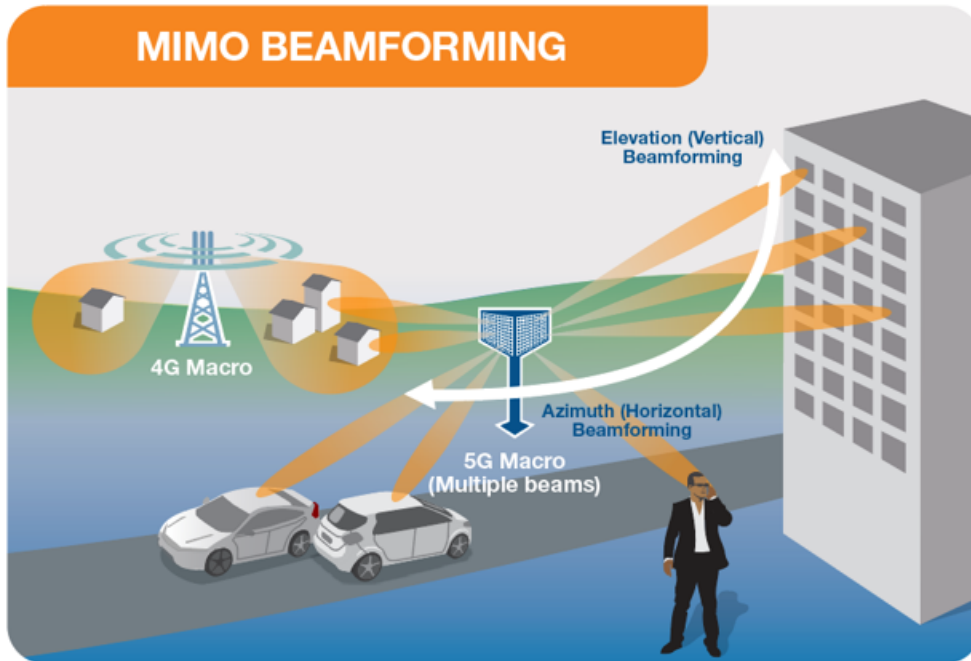 MIMO BEAMFORMING
Elevation (Vertical)
Beamforming
4G Macro
Azimuth (Horizontal)
Beamforming
5G Macro
(Multiple beams)